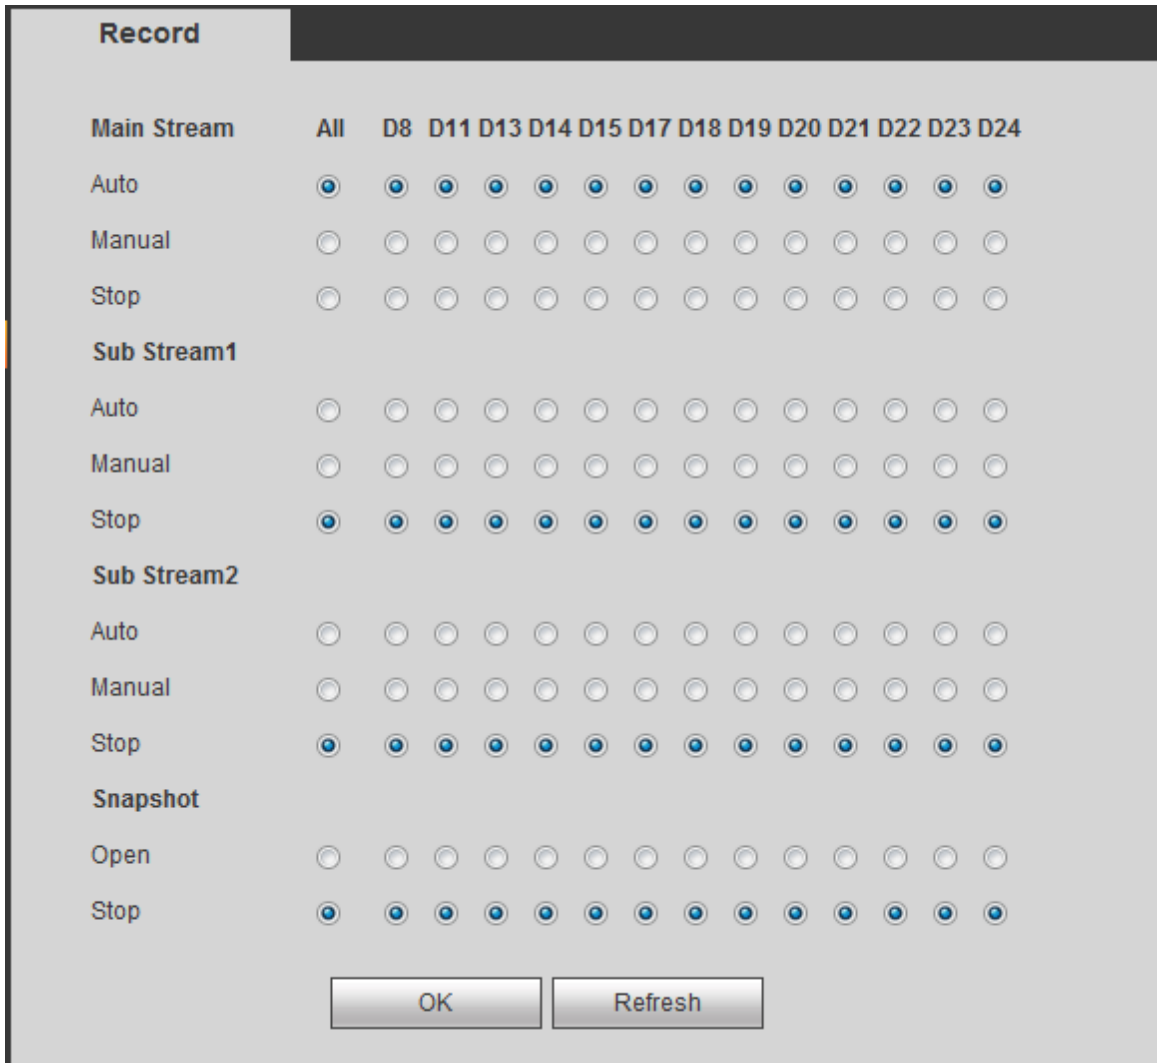 Record
Main Stream All D8 D11 D13 D14 D15 D17 D18 D19 D20 D21 D22 D23 D24
Auto
Manual
Stop
Sub Stream1
Auto
Manual
Stop
Sub Stream2
Auto
Manual
Stop
Snapshot
Open
Stop
OK Refresh